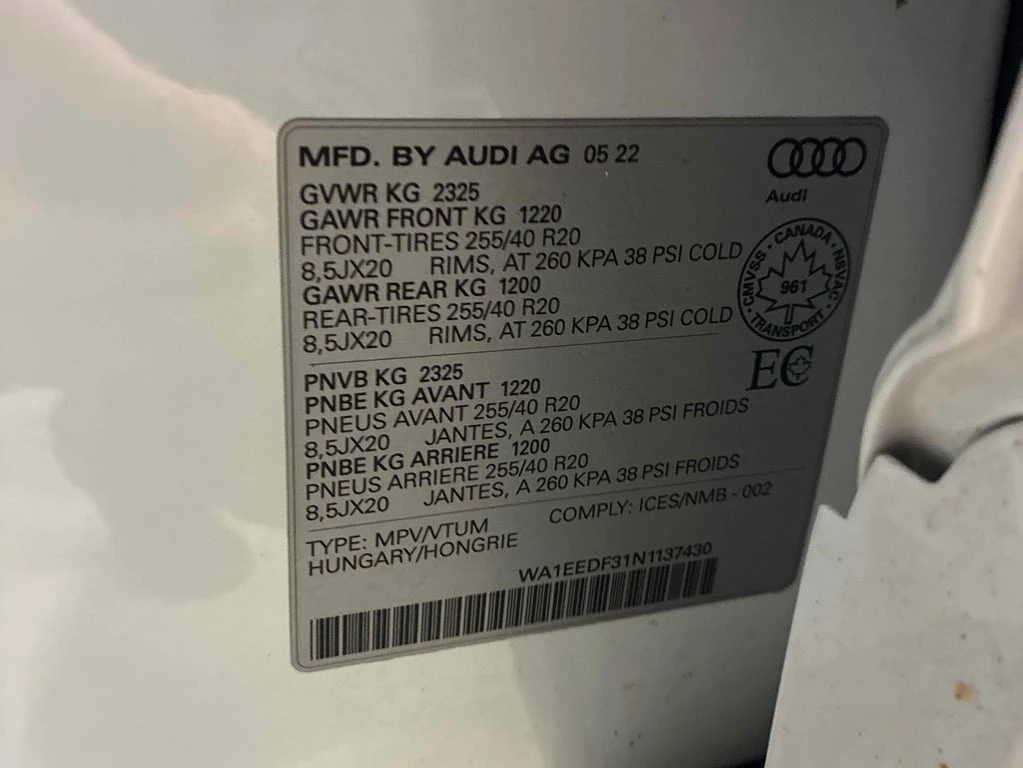 MFD. BY AUDI AG 05 22
Audi
GVWR KG 2325
GAWR FRONT KG 1220
FRONT-TIRES 255/40 R20
8,5JX20 RIMS, AT 260 KPA 38 PSI COLD
GAWR REAR KG 1200
REAR-TIRES 255/40 R20
8,5JX20 RIMS, AT 260 KPA 38 PSI COLD
CANADA · NSVAC · TRANSPORT · CMVSS
961
EC
PNVB KG 2325
PNBE KG AVANT 1220
PNEUS AVANT 255/40 R20
8,5JX20 JANTES, A 260 KPA 38 PSI FROIDS
PNBE KG ARRIERE 1200
PNEUS ARRIERE 255/40 R20
8,5JX20 JANTES, A 260 KPA 38 PSI FROIDS
TYPE: MPV/VTUM COMPLY: ICES/NMB - 002
HUNGARY/HONGRIE
WA1EEDF31N1137430